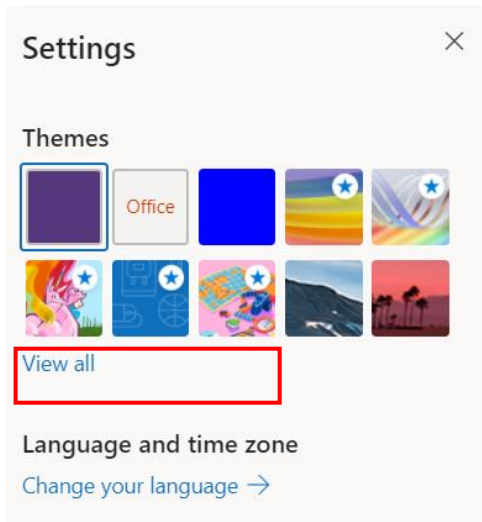 Settings
Themes
Office
View all
Language and time zone
Change your language →